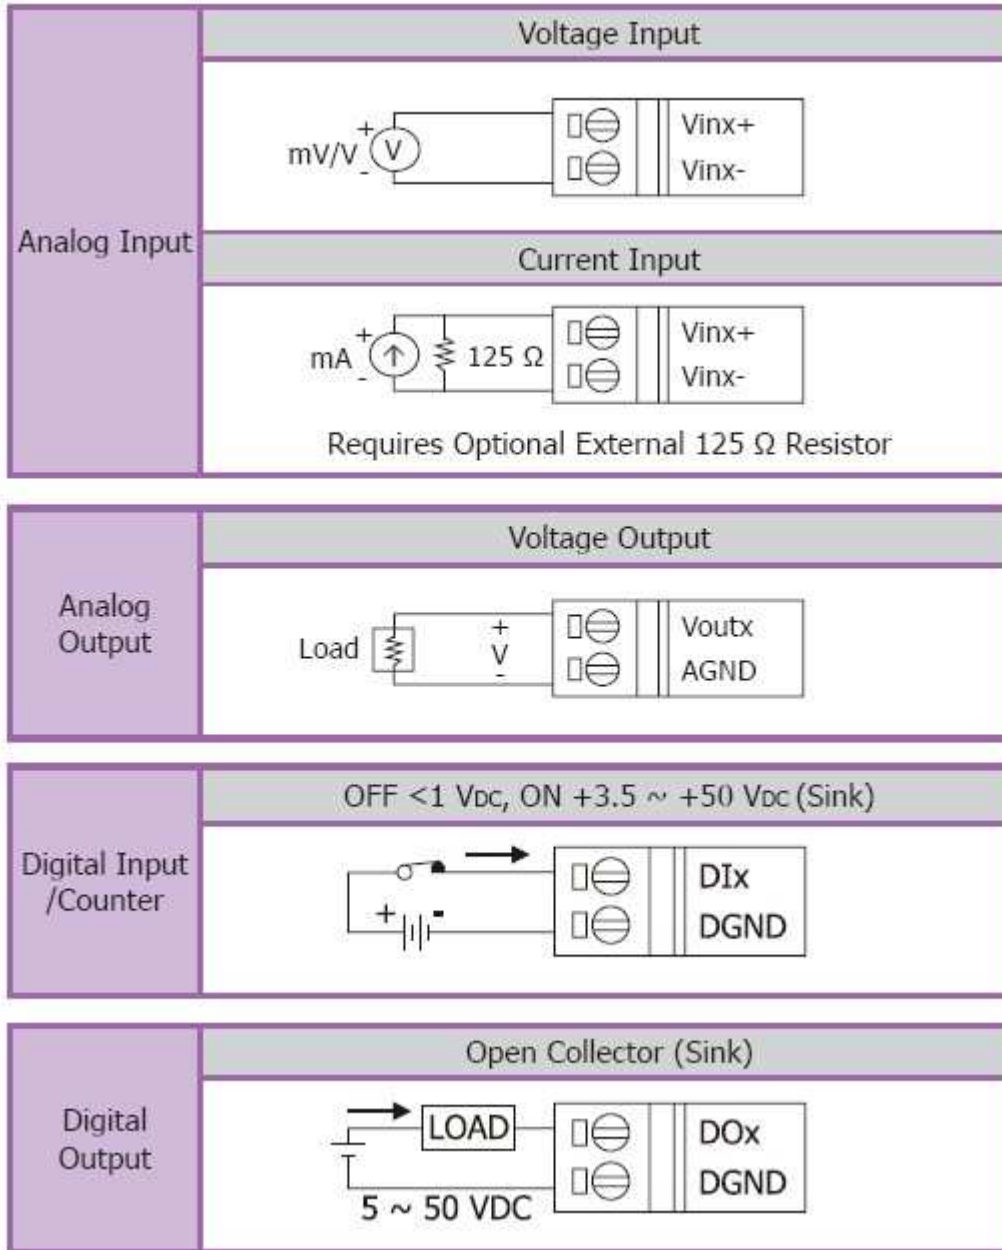 Voltage Input
Analog Input
mV/V
+
-
V
Vinx+
Vinx-
Current Input
mA
+
-
125 Ω
Vinx+
Vinx-
Requires Optional External 125 Ω Resistor
Analog
Output
Voltage Output
Load
+
V
-
Voutx
AGND
Digital Input
/Counter
OFF <1 VDC, ON +3.5 ~ +50 VDC (Sink)
+
-
DIx
DGND
Digital
Output
Open Collector (Sink)
LOAD
5 ~ 50 VDC
DOx
DGND